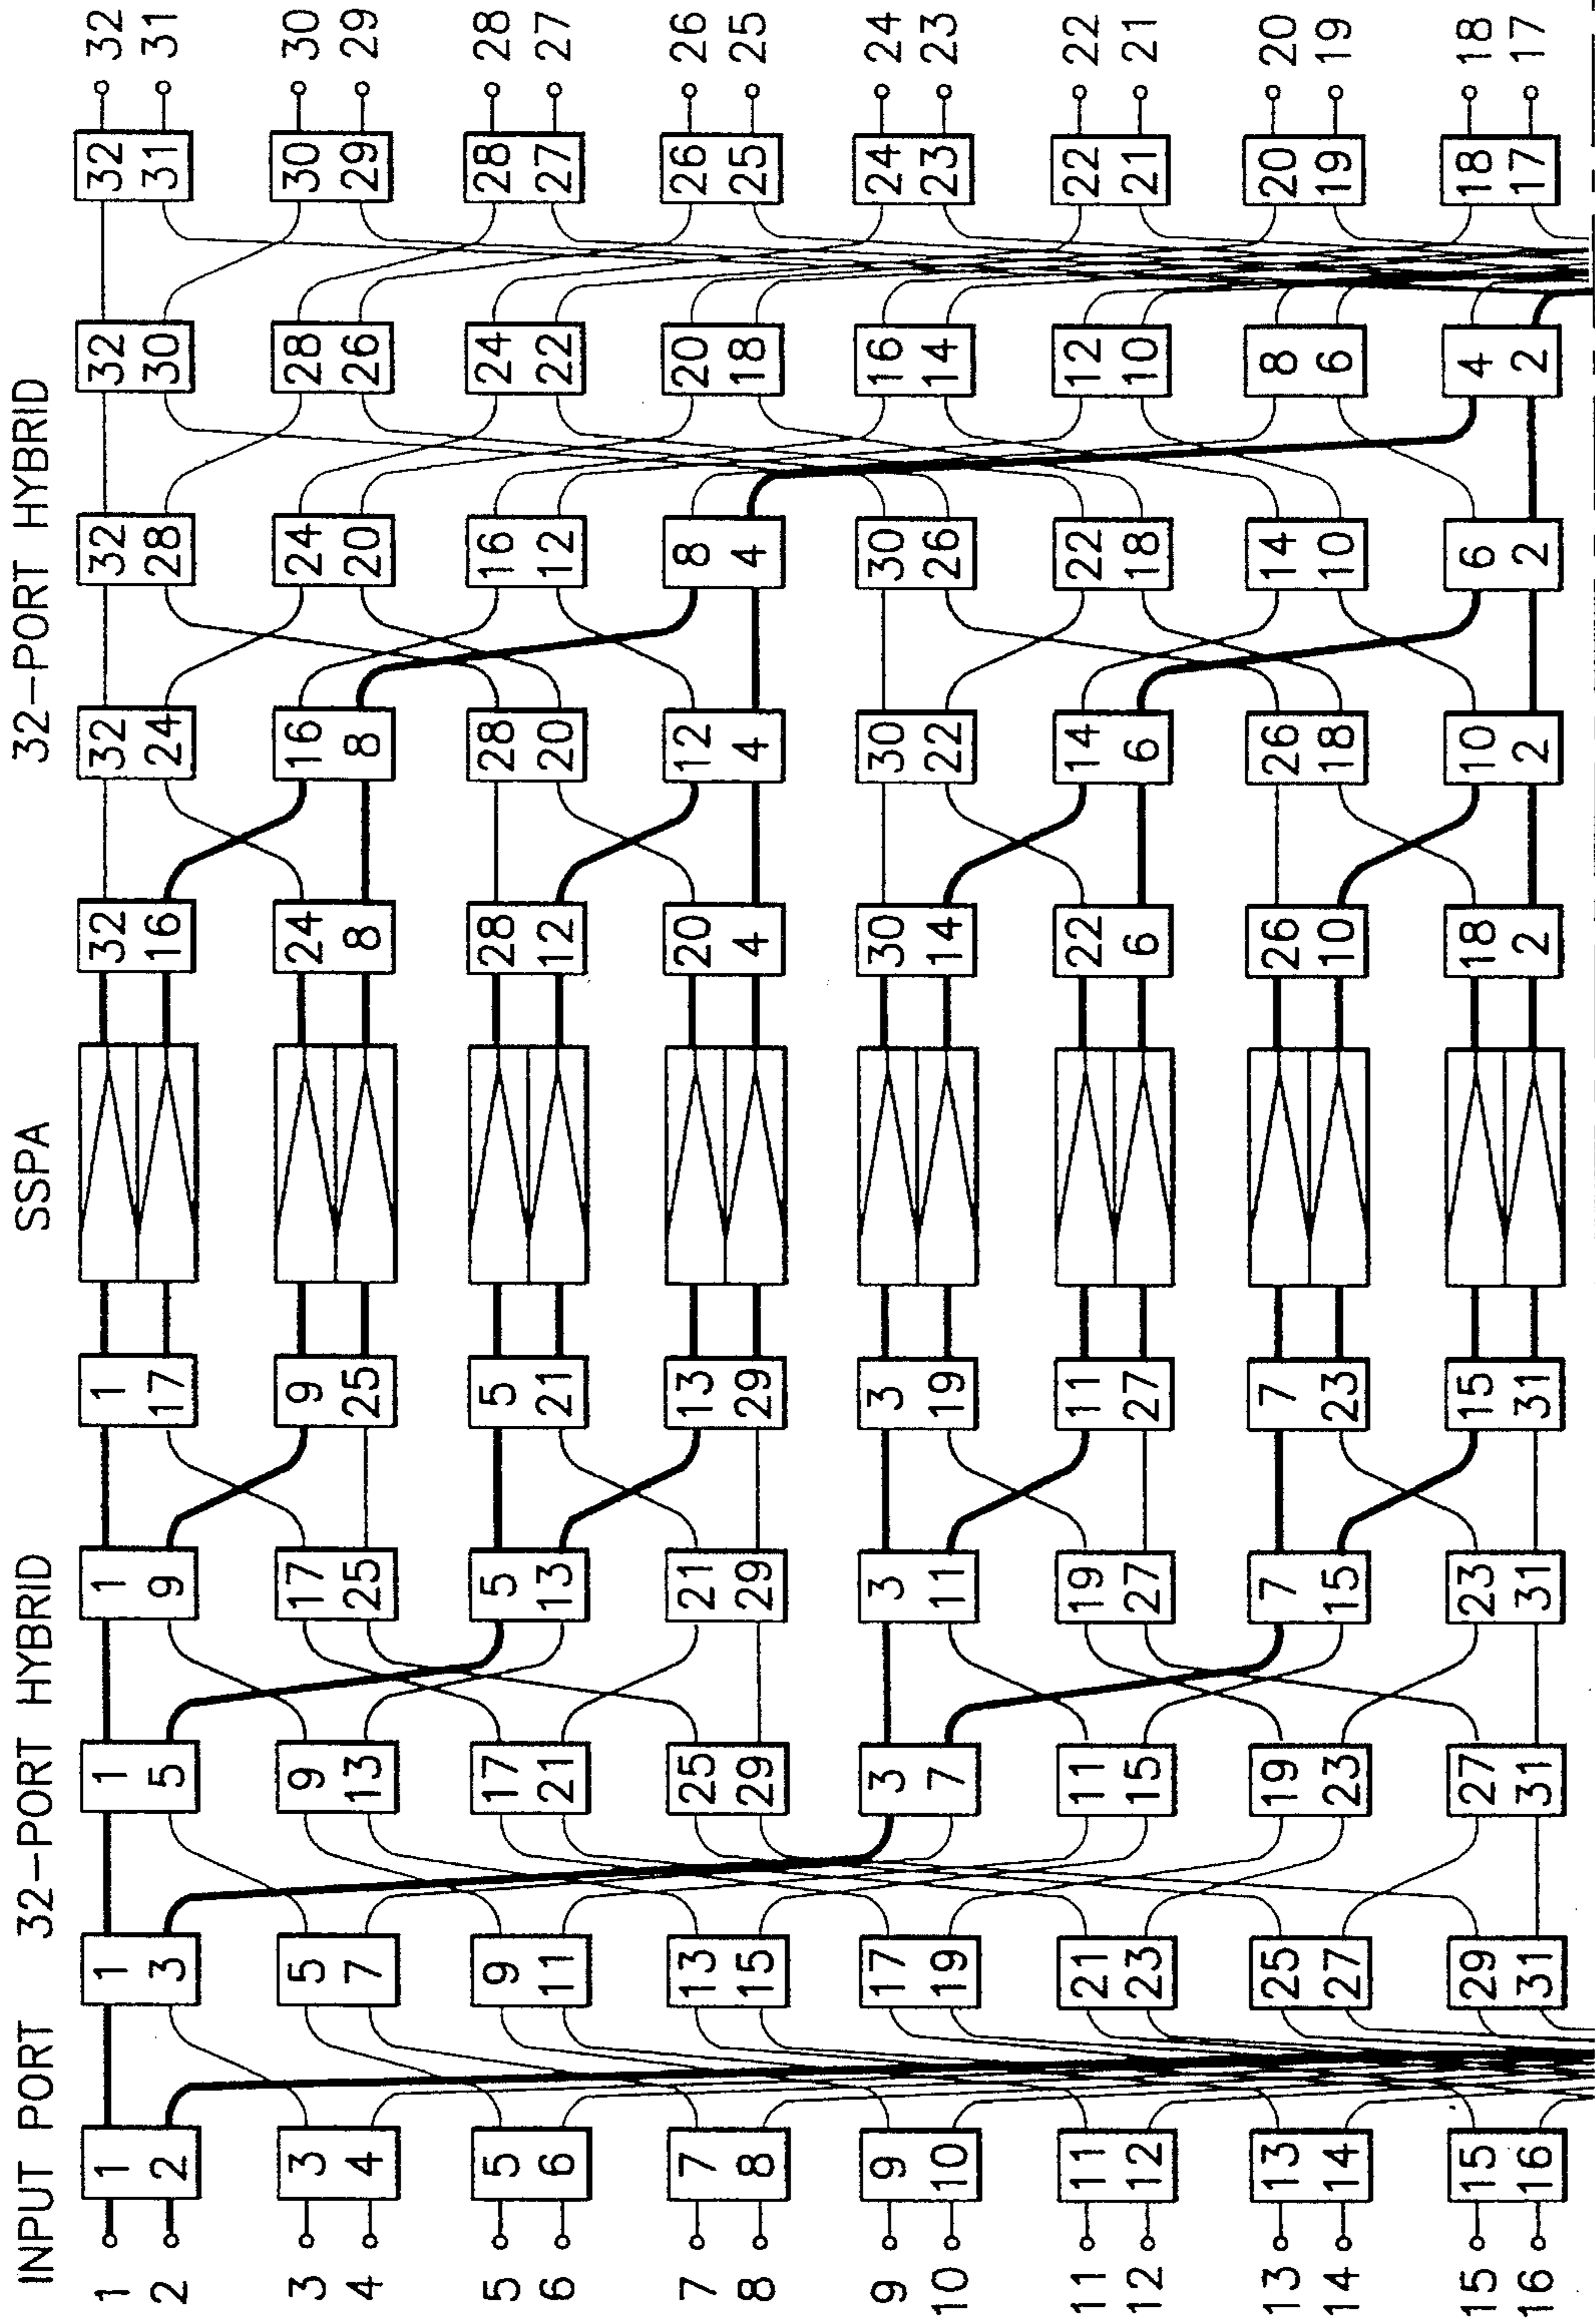 INPUT PORT 32-PORT HYBRID SSPA 32-PORT HYBRID
1 1 1 1 1 1 32 32 32 32 32 32
2 2 3 5 9 17 16 24 28 30 31 31
3 3 5 9 17 9 24 16 24 28 30 30
4 4 7 13 25 25 8 8 20 26 29 29
5 5 9 17 5 5 28 28 16 24 28 28
6 6 11 21 13 21 12 20 12 22 27 27
7 7 13 25 21 13 20 12 8 20 26 26
8 8 15 29 29 29 4 4 4 18 25 25
9 9 17 3 3 3 30 30 30 16 24 24
10 10 19 7 11 19 14 22 26 14 23 23
11 11 21 11 19 11 22 14 22 12 22 22
12 12 23 15 27 27 6 6 18 10 21 21
13 13 25 19 7 7 26 26 14 8 20 20
14 14 27 23 15 23 10 18 10 6 19 19
15 15 29 27 23 15 18 10 6 4 18 18
16 16 31 31 31 31 2 2 2 2 17 17